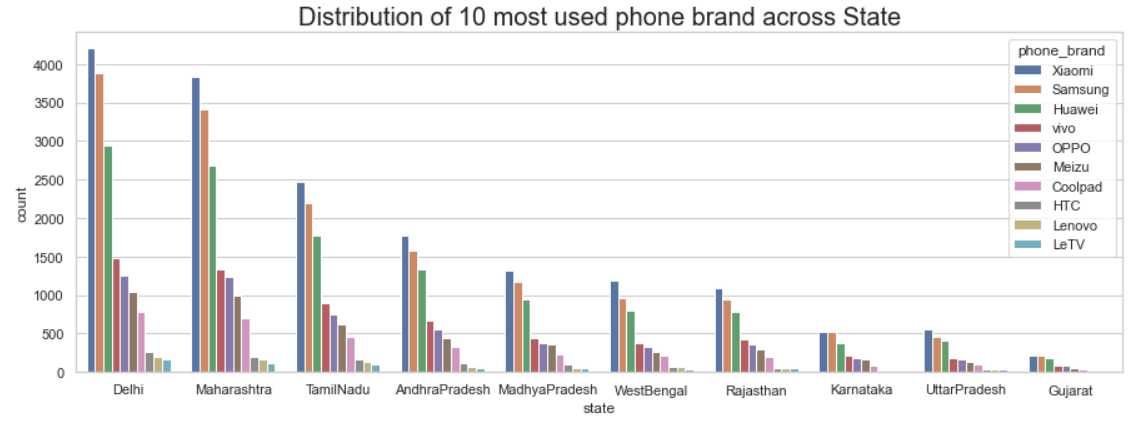 Distribution of 10 most used phone brand across State
phone_brand
Xiaomi
Samsung
Huawei
vivo
OPPO
Meizu
Coolpad
HTC
Lenovo
LeTV
count
4000
3500
3000
2500
2000
1500
1000
500
0
Delhi Maharashtra TamilNadu AndhraPradesh MadhyaPradesh WestBengal Rajasthan Karnataka UttarPradesh Gujarat
state